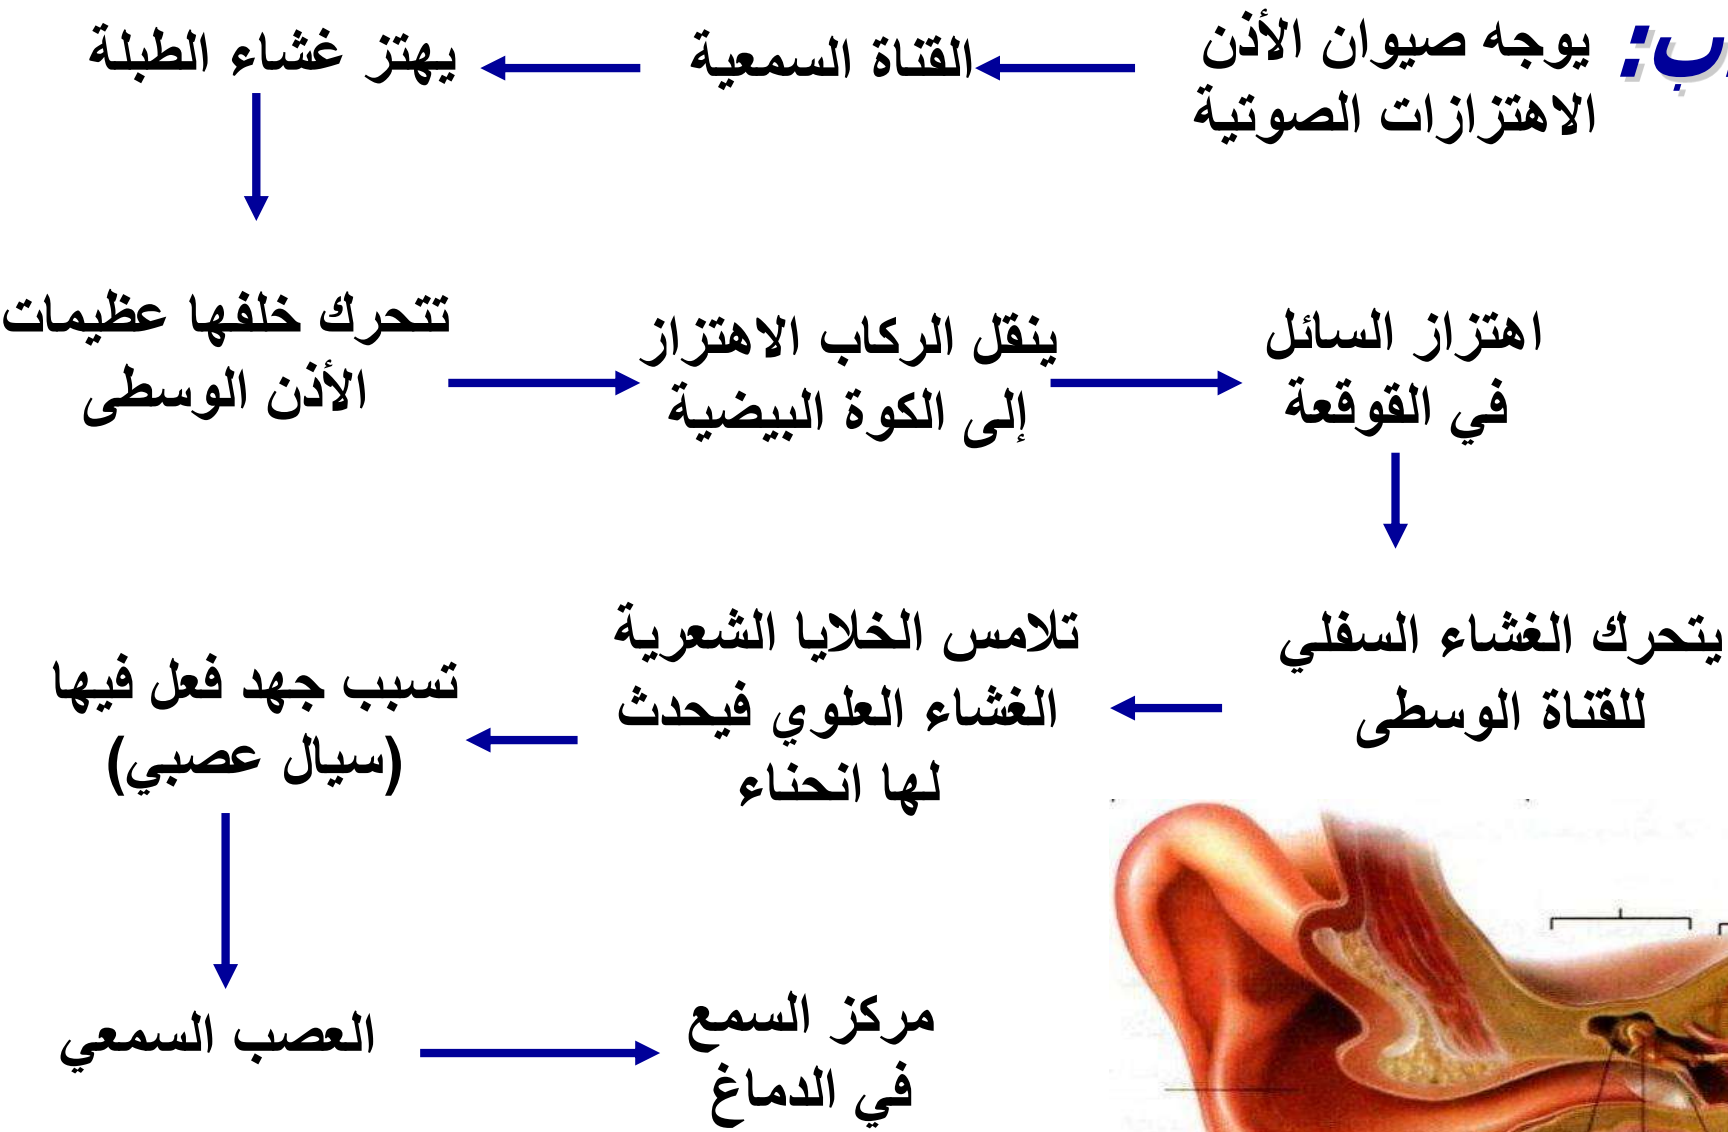 يوجه صيوان الأذن
الاهتزازات الصوتية
القناة السمعية
يهتز غشاء الطبلة
تتحرك خلفها عظيمات
الأذن الوسطى
ينقل الركاب الاهتزاز
إلى الكوة البيضية
اهتزاز السائل
في القوقعة
يتحرك الغشاء السفلي
للقناة الوسطى
تلامس الخلايا الشعرية
الغشاء العلوي فيحدث
لها انحناء
تسبب جهد فعل فيها
(سيال عصبي)
العصب السمعي
مركز السمع
في الدماغ